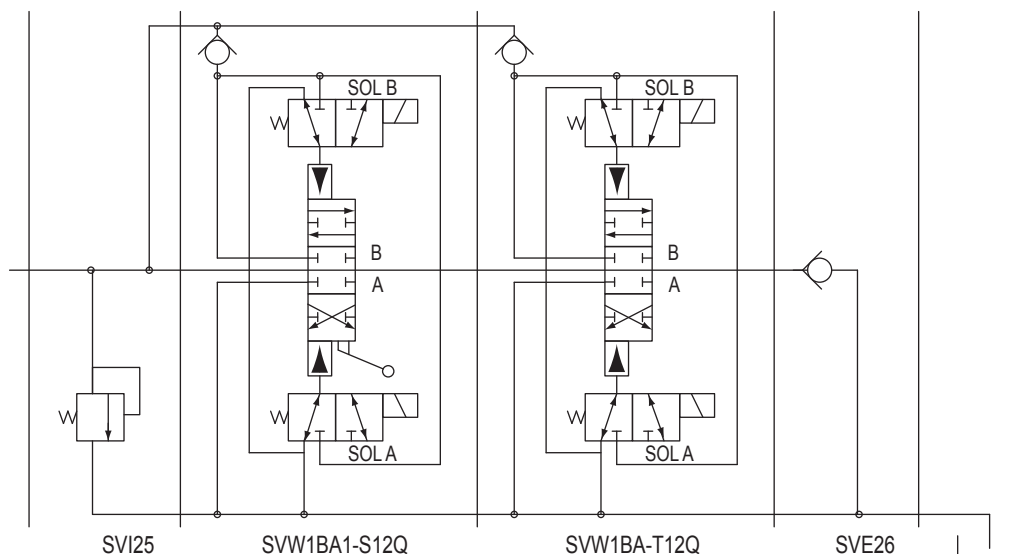 SOL B
SOL B
B
A
B
A
SOL A
SOL A
SVI25
SVW1BA1-S12Q
SVW1BA-T12Q
SVE26